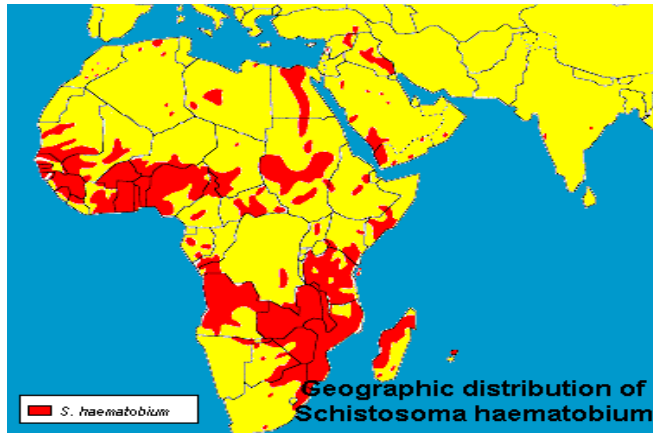 S. haematobium
Geographic distribution of
Schistosoma haematobium